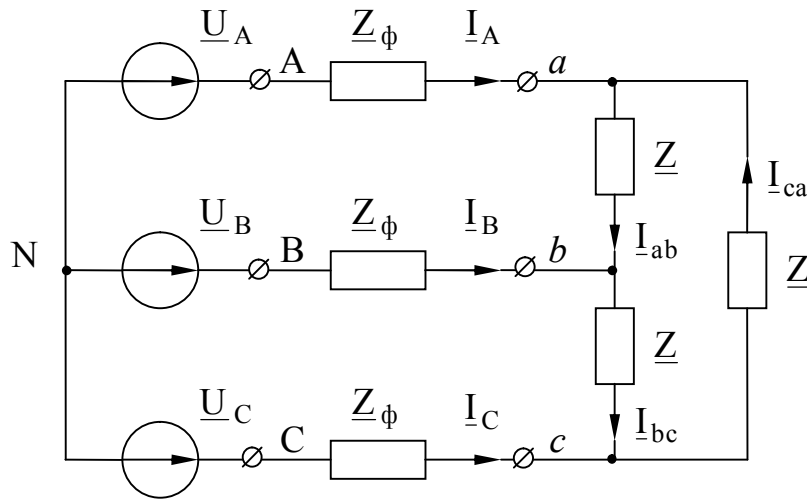 U_A A Z_ф I_A a
Z I_ca
U_B B Z_ф I_B b I_ab
N Z
Z
U_C C Z_ф I_C c I_bc